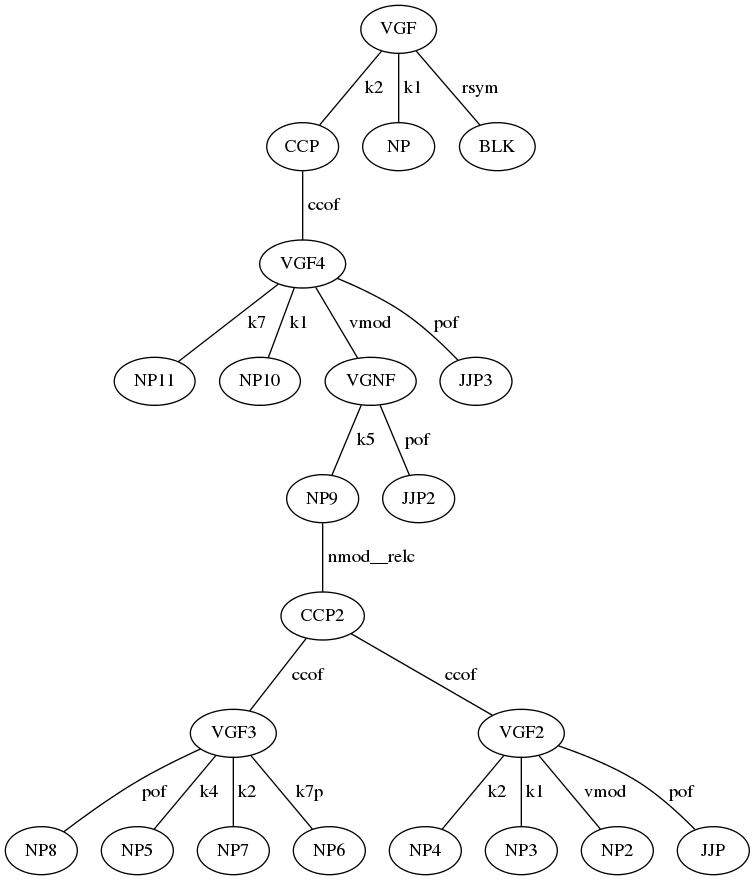 VGF
k2 k1 rsym
CCP NP BLK
ccof
VGF4
k7 k1 vmod pof
NP11 NP10 VGNF JJP3
k5 pof
NP9 JJP2
nmod__relc
CCP2
ccof ccof
VGF3 VGF2
pof k4 k2 k7p k2 k1 vmod pof
NP8 NP5 NP7 NP6 NP4 NP3 NP2 JJP